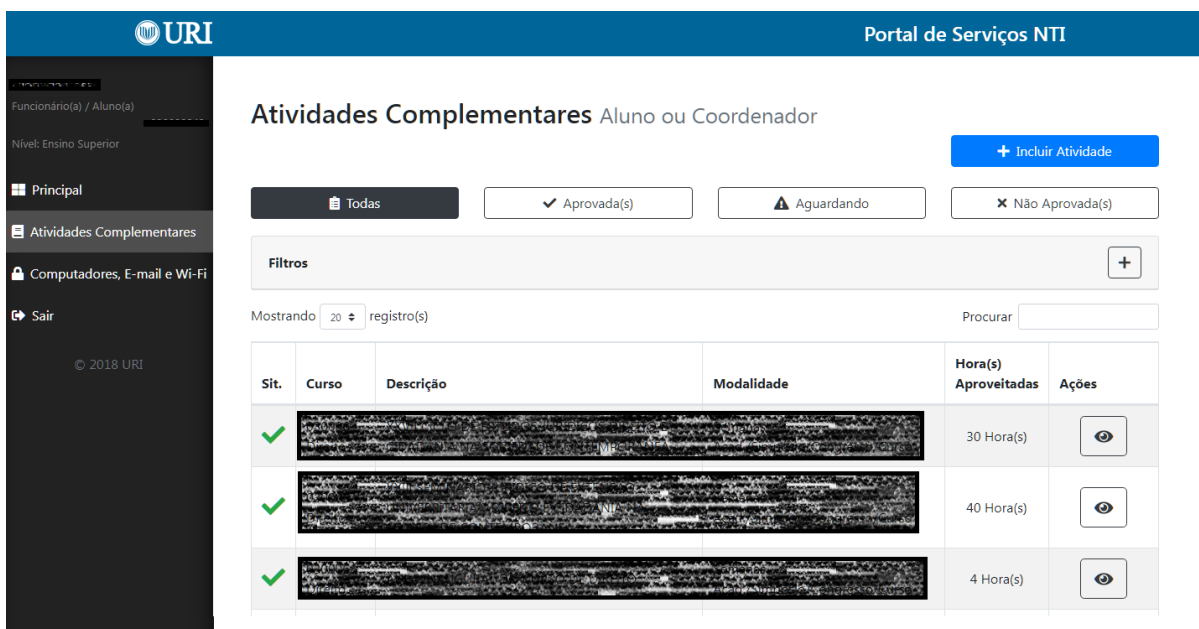 URI
Portal de Serviços NTI
Funcionário(a) / Aluno(a)
Nível: Ensino Superior
Principal
Atividades Complementares
Computadores, E-mail e Wi-Fi
Sair
© 2018 URI
Atividades Complementares Aluno ou Coordenador
Incluir Atividade
Todas
Aprovada(s)
Aguardando
Não Aprovada(s)
Filtros
Mostrando 20 registro(s)
Procurar
Sit. Curso Descrição Modalidade Hora(s) Aproveitadas Ações
30 Hora(s)
40 Hora(s)
4 Hora(s)